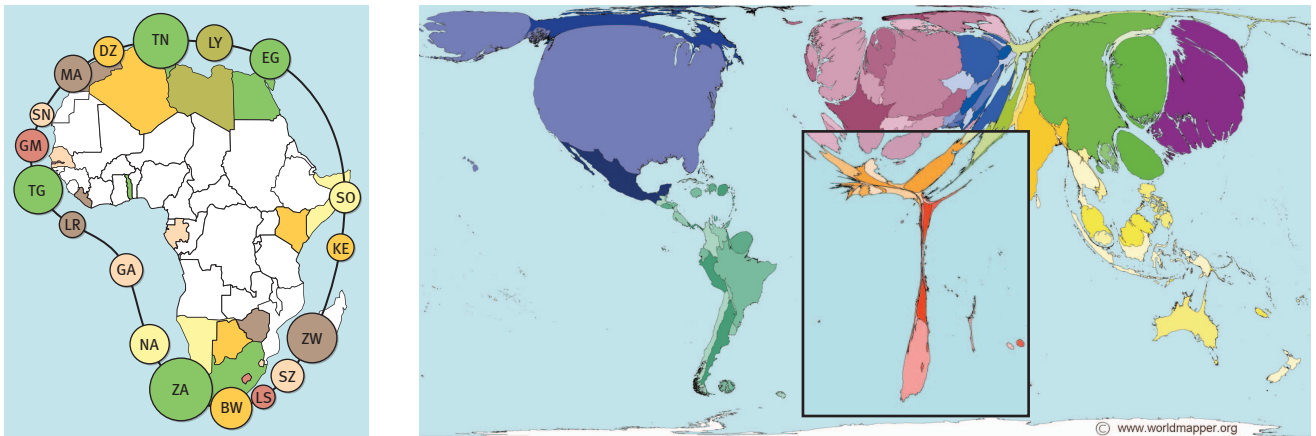 TN
LY
DZ
EG
MA
SN
GM
TG
SO
LR
KE
GA
ZW
NA
SZ
ZA
LS
BW
© www.worldmapper.org